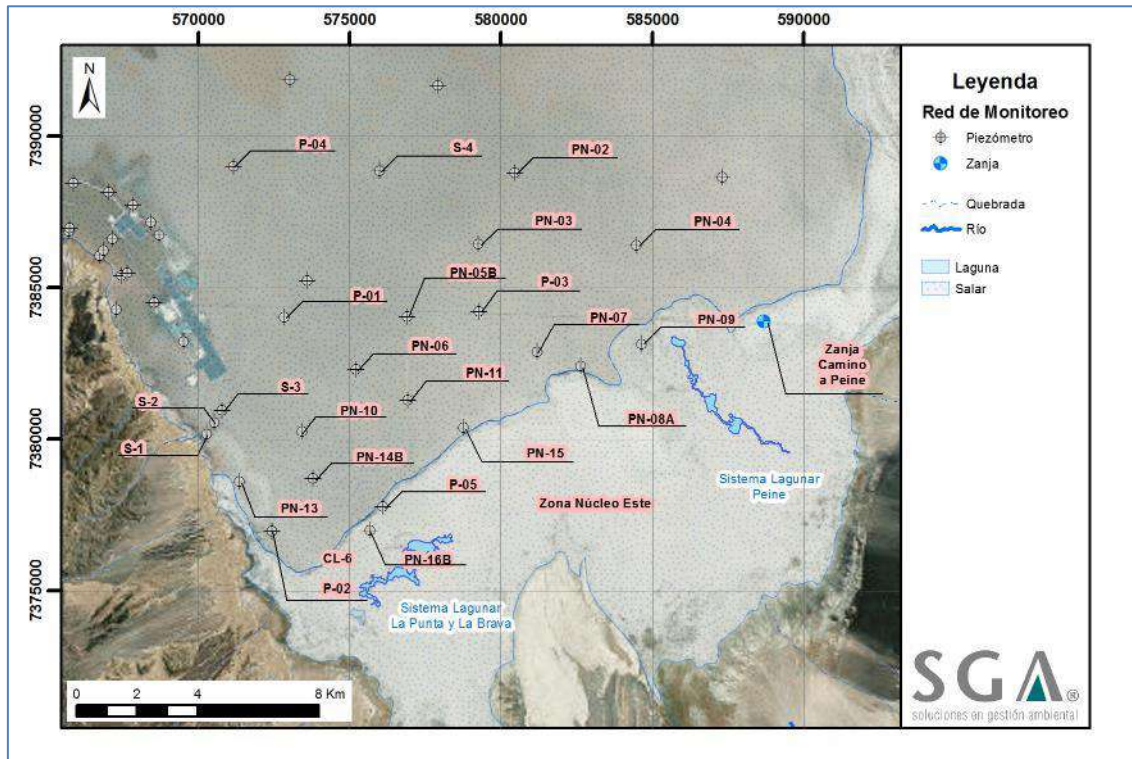 570000
575000
580000
585000
590000
7390000
7385000
7380000
7375000
N
P-04
S-4
PN-02
PN-03
PN-04
PN-05B
P-03
P-01
PN-07
PN-09
PN-06
PN-11
S-3
S-2
PN-10
PN-08A
S-1
PN-14B
PN-15
P-05
PN-13
CL-6
PN-16B
P-02
Zanja
Camino
a Peine
Sistema Lagunar
Peine
Zona Núcleo Este
Sistema Lagunar
La Punta y La Brava
0 2 4 8 Km
Leyenda
Red de Monitoreo
Piezómetro
Zanja
Quebrada
Río
Laguna
Salar
SGA®
soluciones en gestión ambiental